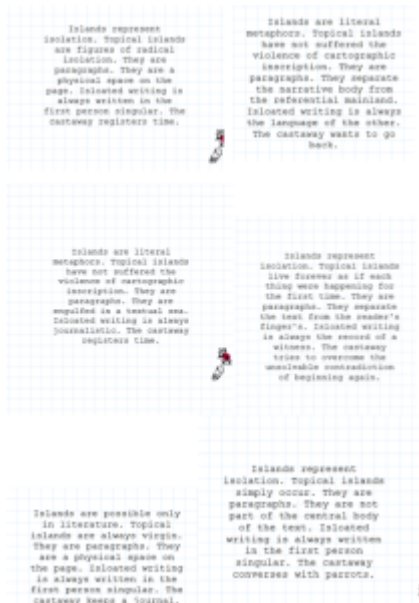 Islands represent
isolation. Topical islands
are figures of radical
isolation. They are
paragraphs. They are a
physical space on the
page. Isloated writing is
always written in the
first person singular. The
castaway registers time.
Islands are literal
metaphors. Topical islands
have not suffered the
violence of cartographic
inscription. They are
paragraphs. They separate
the narrative body from
the referential mainland.
Isloated writing is always
the language of the other.
The castaway wants to go
back.
Islands are literal
metaphors. Topical islands
have not suffered the
violence of cartographic
inscription. They are
paragraphs. They are
engulfed in a textual sea.
Isloated writing is always
journalistic. The castaway
registers time.
Islands represent
isolation. Topical islands
live forever as if each
thing were happening for
the first time. They are
paragraphs. They separate
the text from the reader's
finger's. Isloated writing
is always the record of a
witness. The castaway
tries to overcome the
unsolvable contradiction
of beginning again.
Islands are possible only
in literature. Topical
islands are always virgin.
They are paragraphs. They
are a physical space on
the page. Isloated writing
is always written in the
first person singular. The
castaway keeps a journal.
Islands represent
isolation. Topical islands
simply occur. They are
paragraphs. They are not
part of the central body
of the text. Isloated
writing is always written
in the first person
singular. The castaway
converses with parrots.